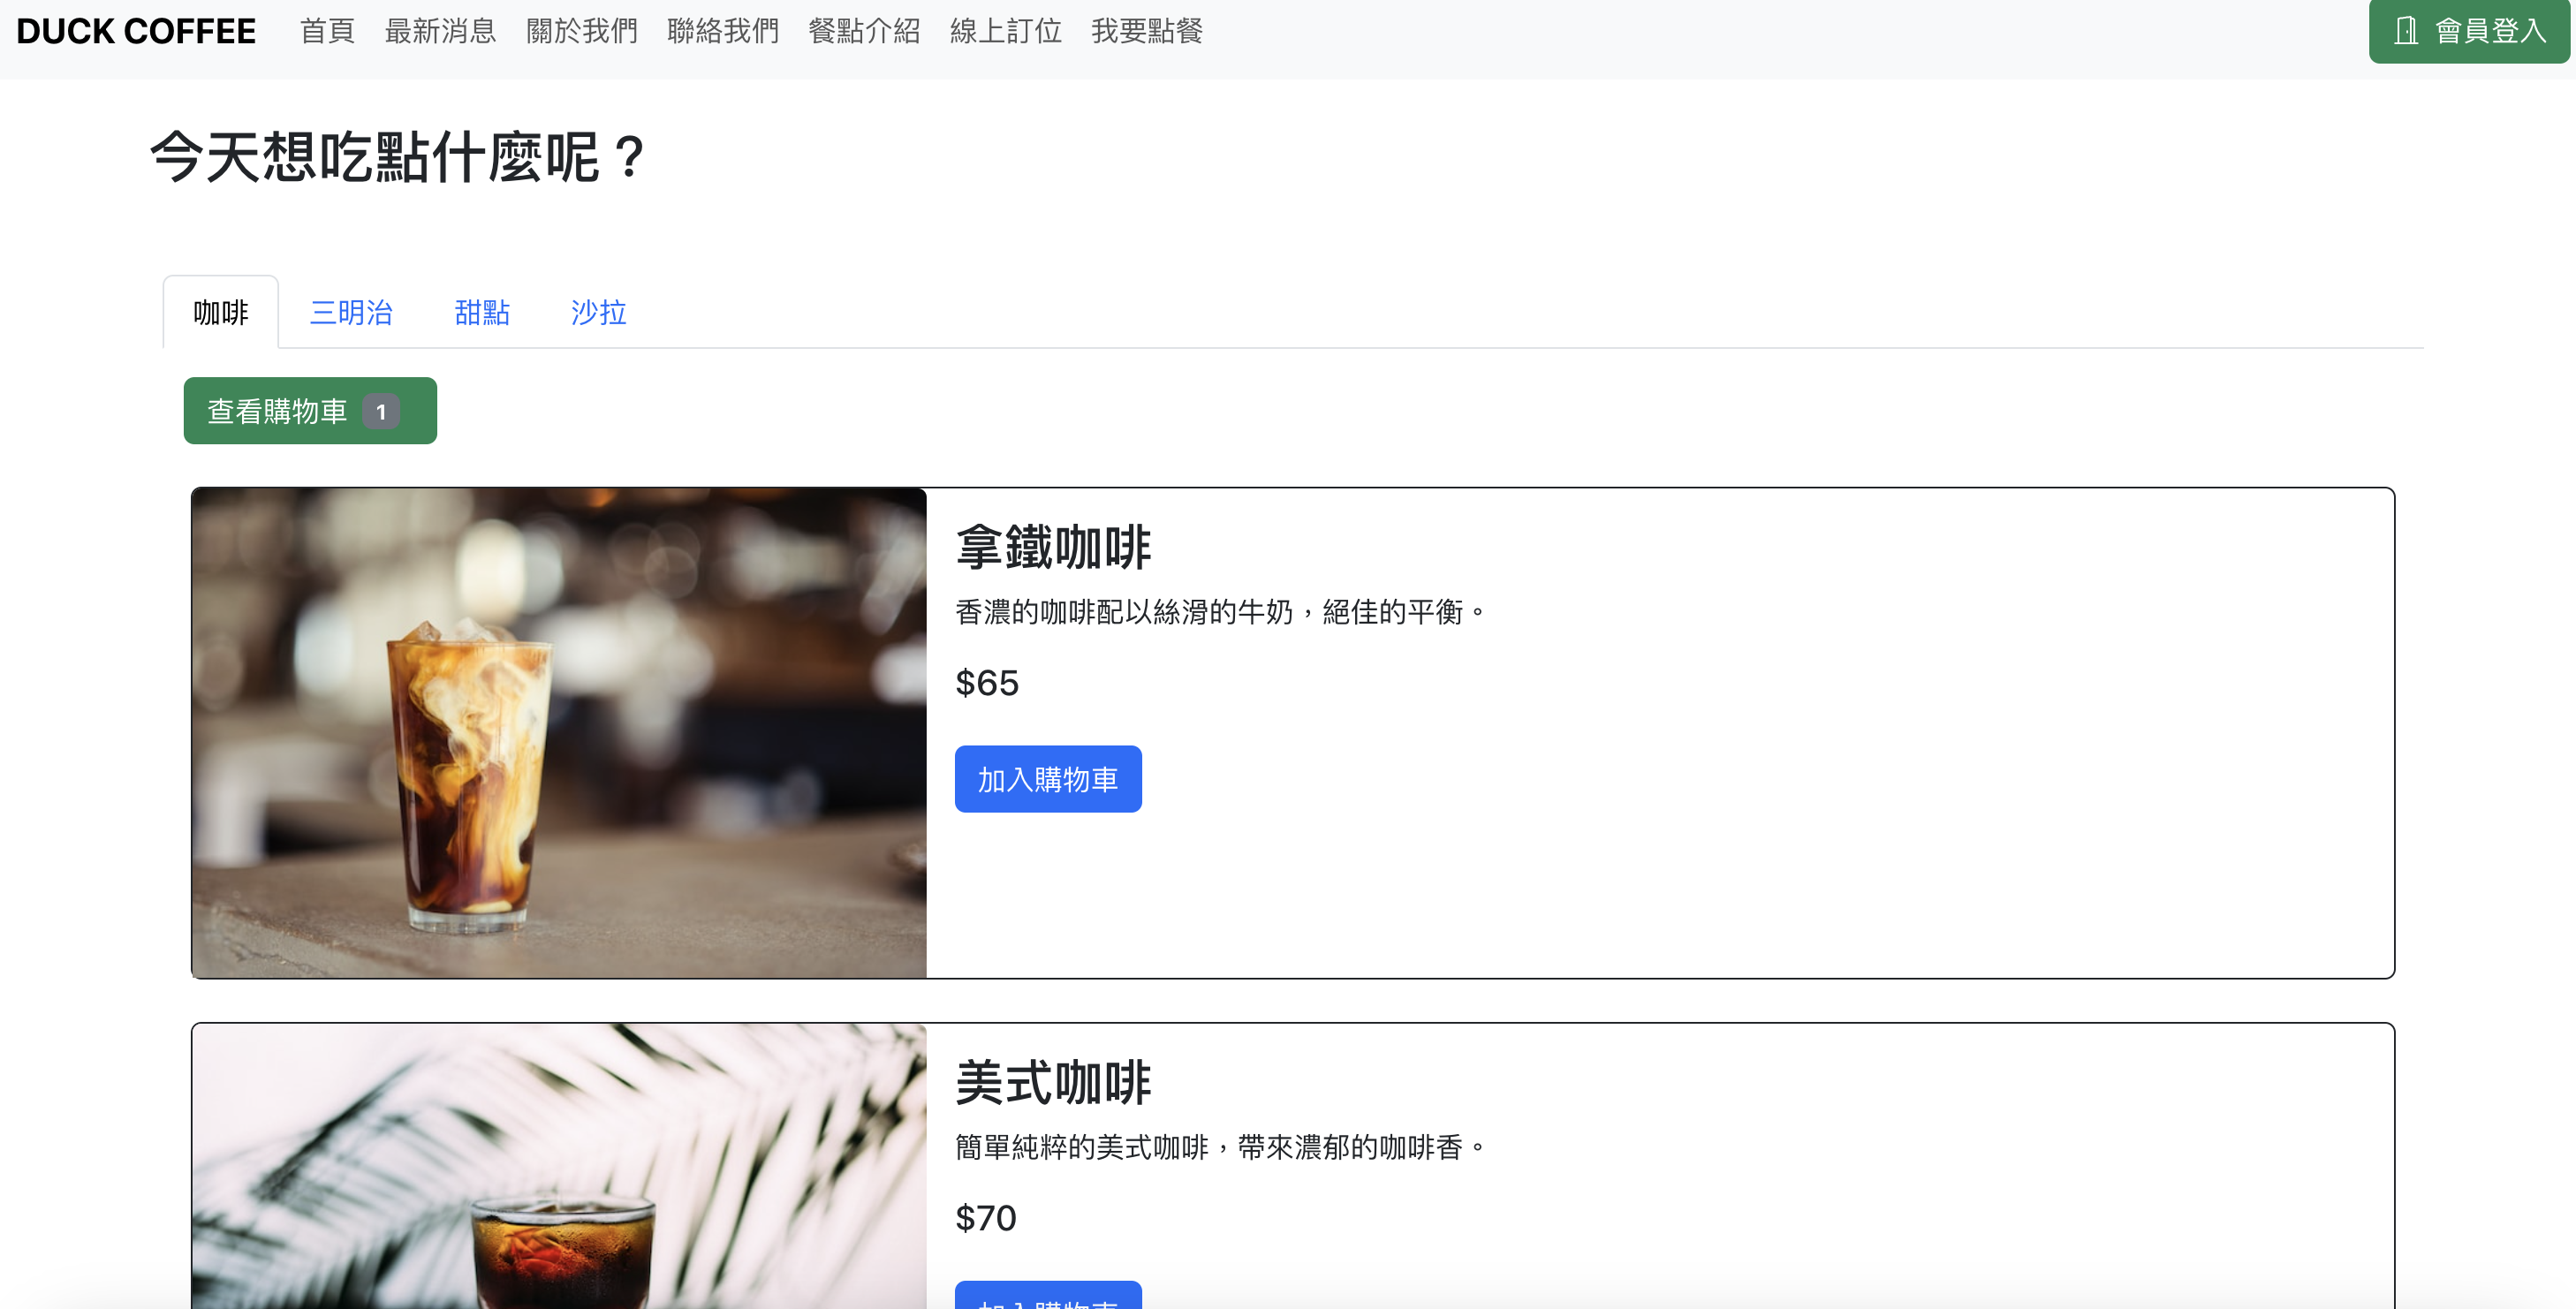 DUCK COFFEE 首頁 最新消息 關於我們 聯絡我們 餐點介紹 線上訂位 我要點餐 會員登入
今天想吃點什麼呢？
咖啡 三明治 甜點 沙拉
查看購物車 1
拿鐵咖啡
香濃的咖啡配以絲滑的牛奶，絕佳的平衡。
$65
加入購物車
美式咖啡
簡單純粹的美式咖啡，帶來濃郁的咖啡香。
$70
加入購物車